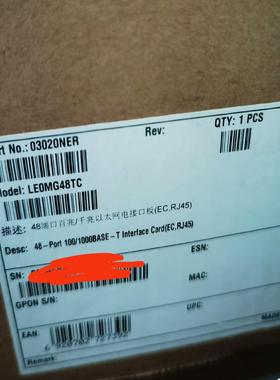 rt No.: 03020NER
Rev:
QTY: 1 PCS
Model: LE0MG48TC
描述: 48端口百兆/千兆以太网电接口板(EC,RJ45)
Desc: 48-Port 100/1000BASE-T Interface Card(EC,RJ45)
SN:
ESN:
MAC:
GPON S/N:
UPC:
EAN:
MADE
Remark: